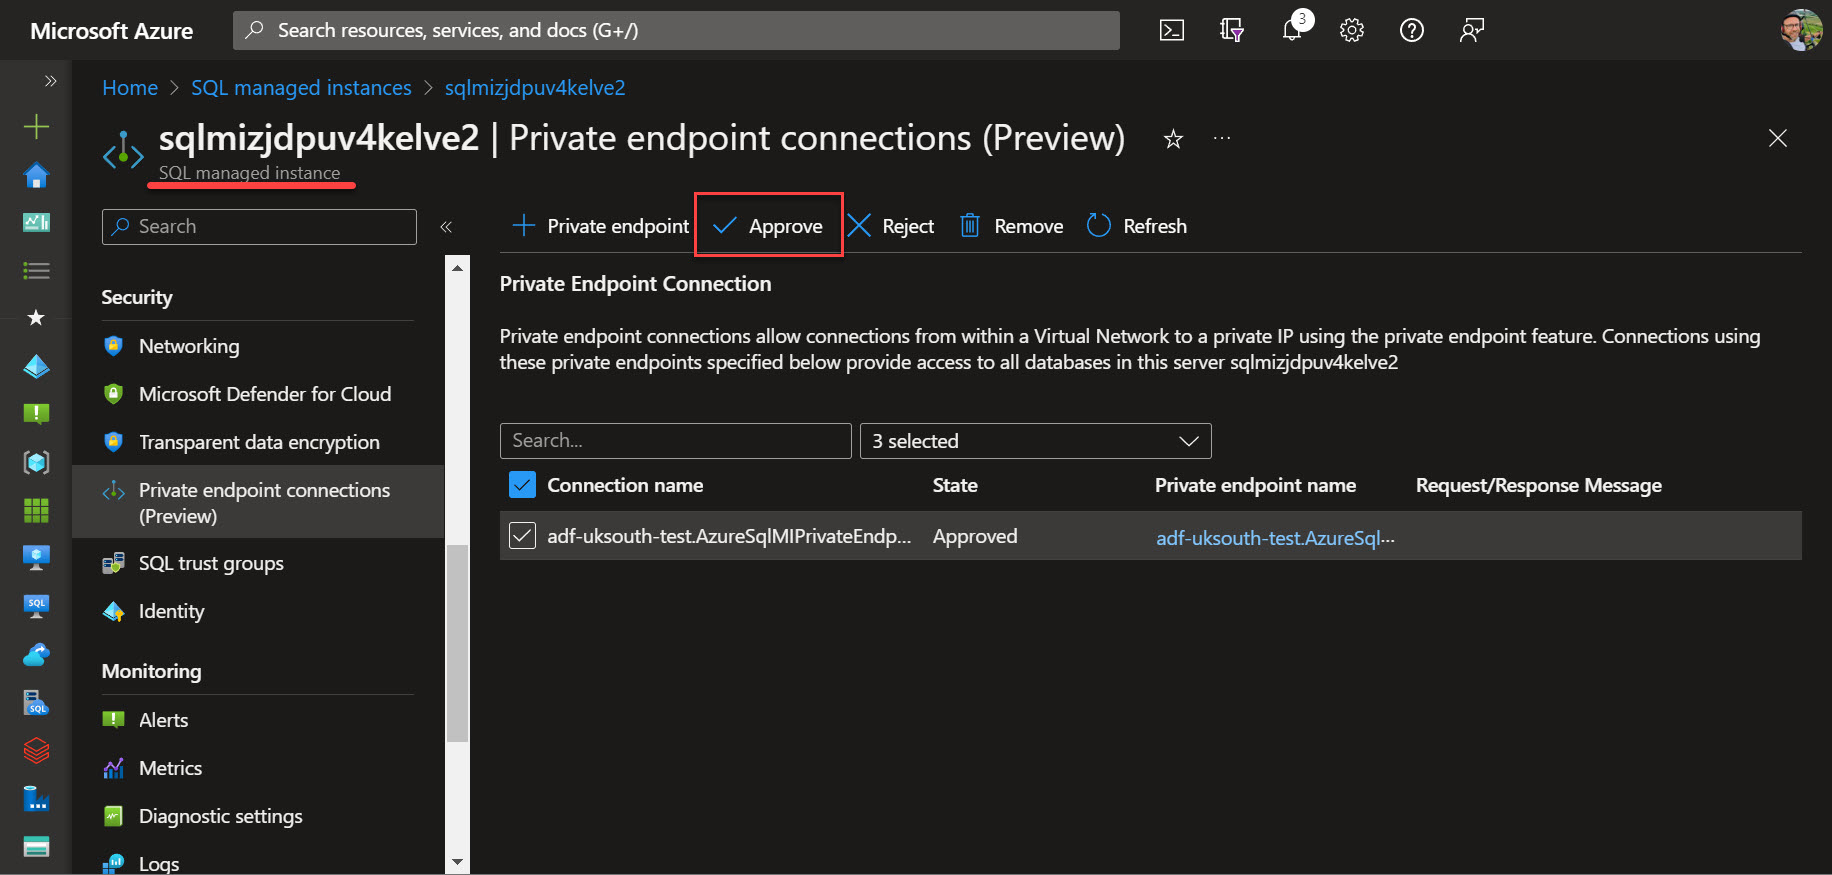 Microsoft Azure
Search resources, services, and docs (G+/)
3
Home > SQL managed instances > sqlmizjdpuv4kelve2
sqlmizjdpuv4kelve2 | Private endpoint connections (Preview)
SQL managed instance
Search
Private endpoint
Approve
Reject
Remove
Refresh
Security
Networking
Microsoft Defender for Cloud
Transparent data encryption
Private endpoint connections
(Preview)
SQL trust groups
Identity
Monitoring
Alerts
Metrics
Diagnostic settings
Logs
Private Endpoint Connection
Private endpoint connections allow connections from within a Virtual Network to a private IP using the private endpoint feature. Connections using
these private endpoints specified below provide access to all databases in this server sqlmizjdpuv4kelve2
Search...
3 selected
Connection name State Private endpoint name Request/Response Message
adf-uksouth-test.AzureSqlMIPrivateEndp... Approved adf-uksouth-test.AzureSql...
SQL
SQL